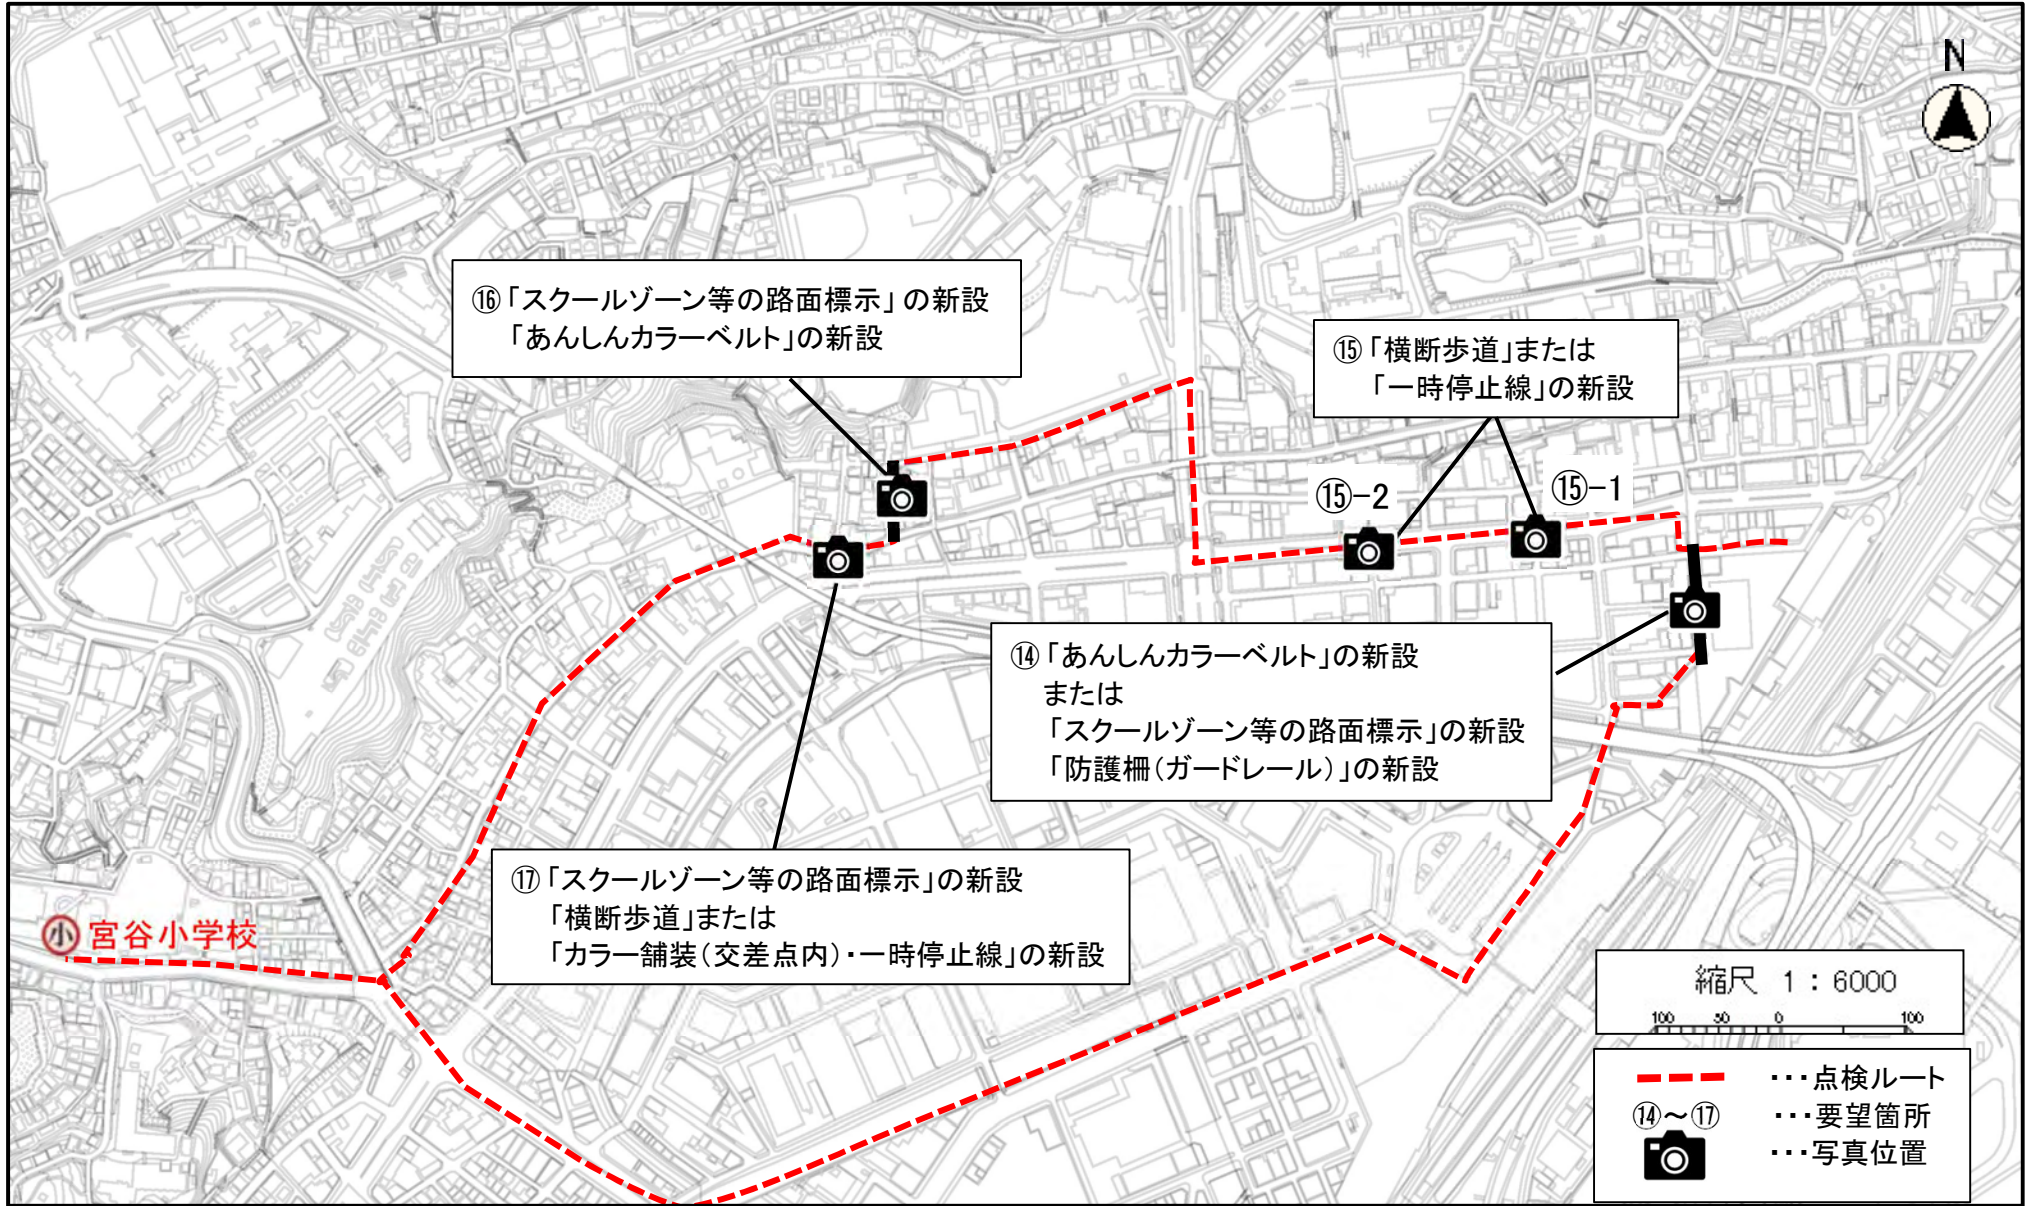 N
⑯「スクールゾーン等の路面標示」の新設
「あんしんカラーベルト」の新設
⑮「横断歩道」または
「一時停止線」の新設
⑮-2
⑮-1
⑭「あんしんカラーベルト」の新設
または
「スクールゾーン等の路面標示」の新設
「防護柵(ガードレール)」の新設
⑰「スクールゾーン等の路面標示」の新設
「横断歩道」または
「カラー舗装(交差点内)・一時停止線」の新設
小 宮谷小学校
縮尺 1:6000
100 50 0 100
・・・点検ルート
⑭～⑰ ・・・要望箇所
・・・写真位置